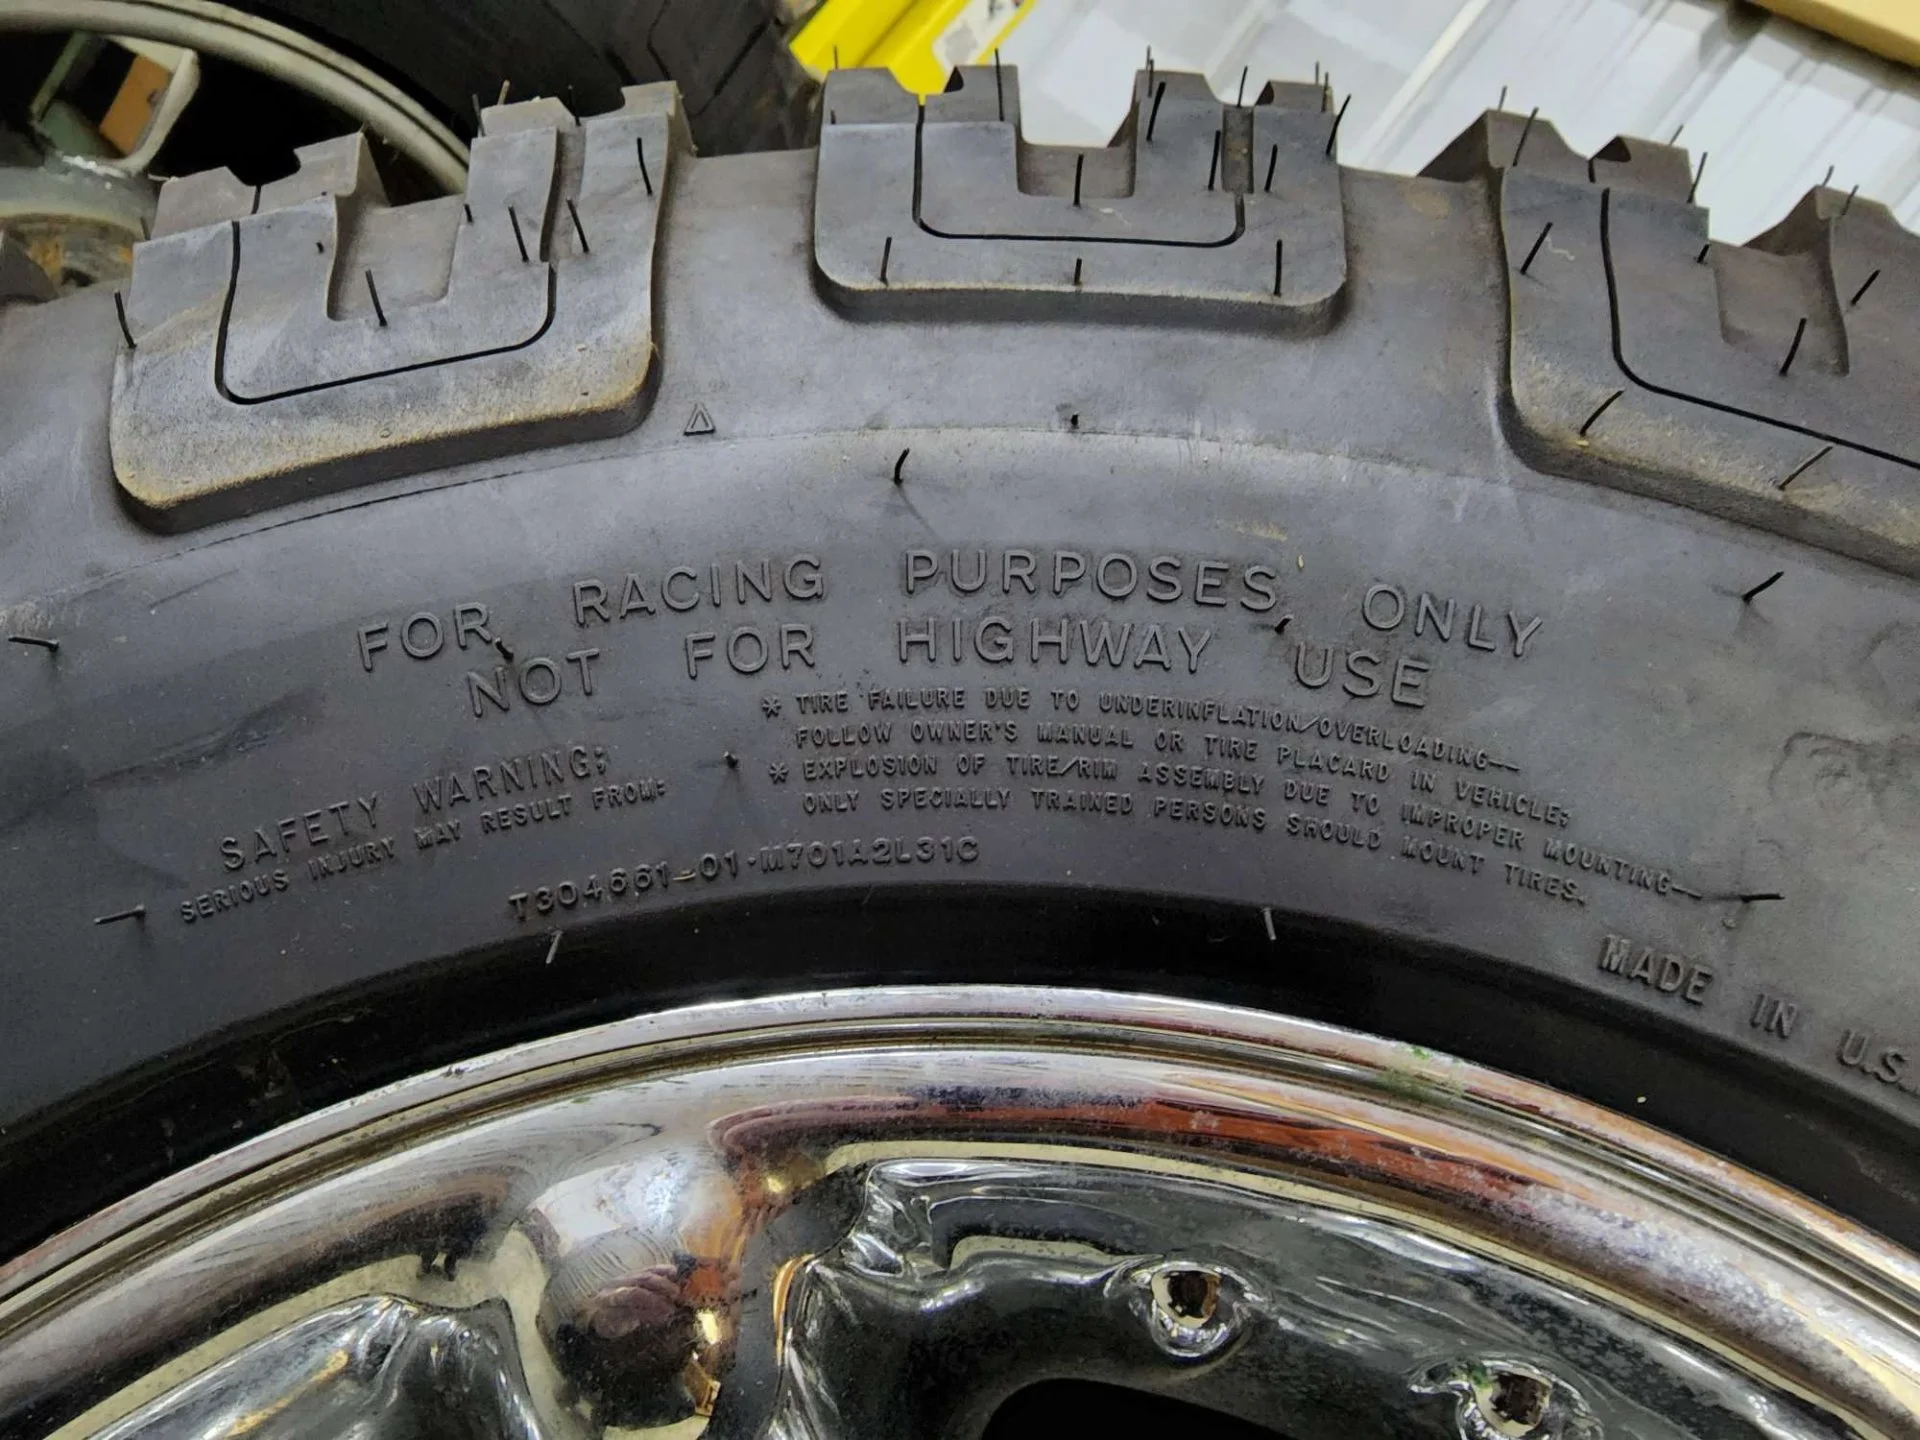 FOR RACING PURPOSES ONLY
NOT FOR HIGHWAY USE
SAFETY WARNING;
SERIOUS INJURY MAY RESULT FROM:
* TIRE FAILURE DUE TO UNDERINFLATION/OVERLOADING—
FOLLOW OWNER'S MANUAL OR TIRE PLACARD IN VEHICLE;
* EXPLOSION OF TIRE/RIM ASSEMBLY DUE TO IMPROPER MOUNTING—
ONLY SPECIALLY TRAINED PERSONS SHOULD MOUNT TIRES.
T304661-01·M701A2L31C
MADE IN U.S.